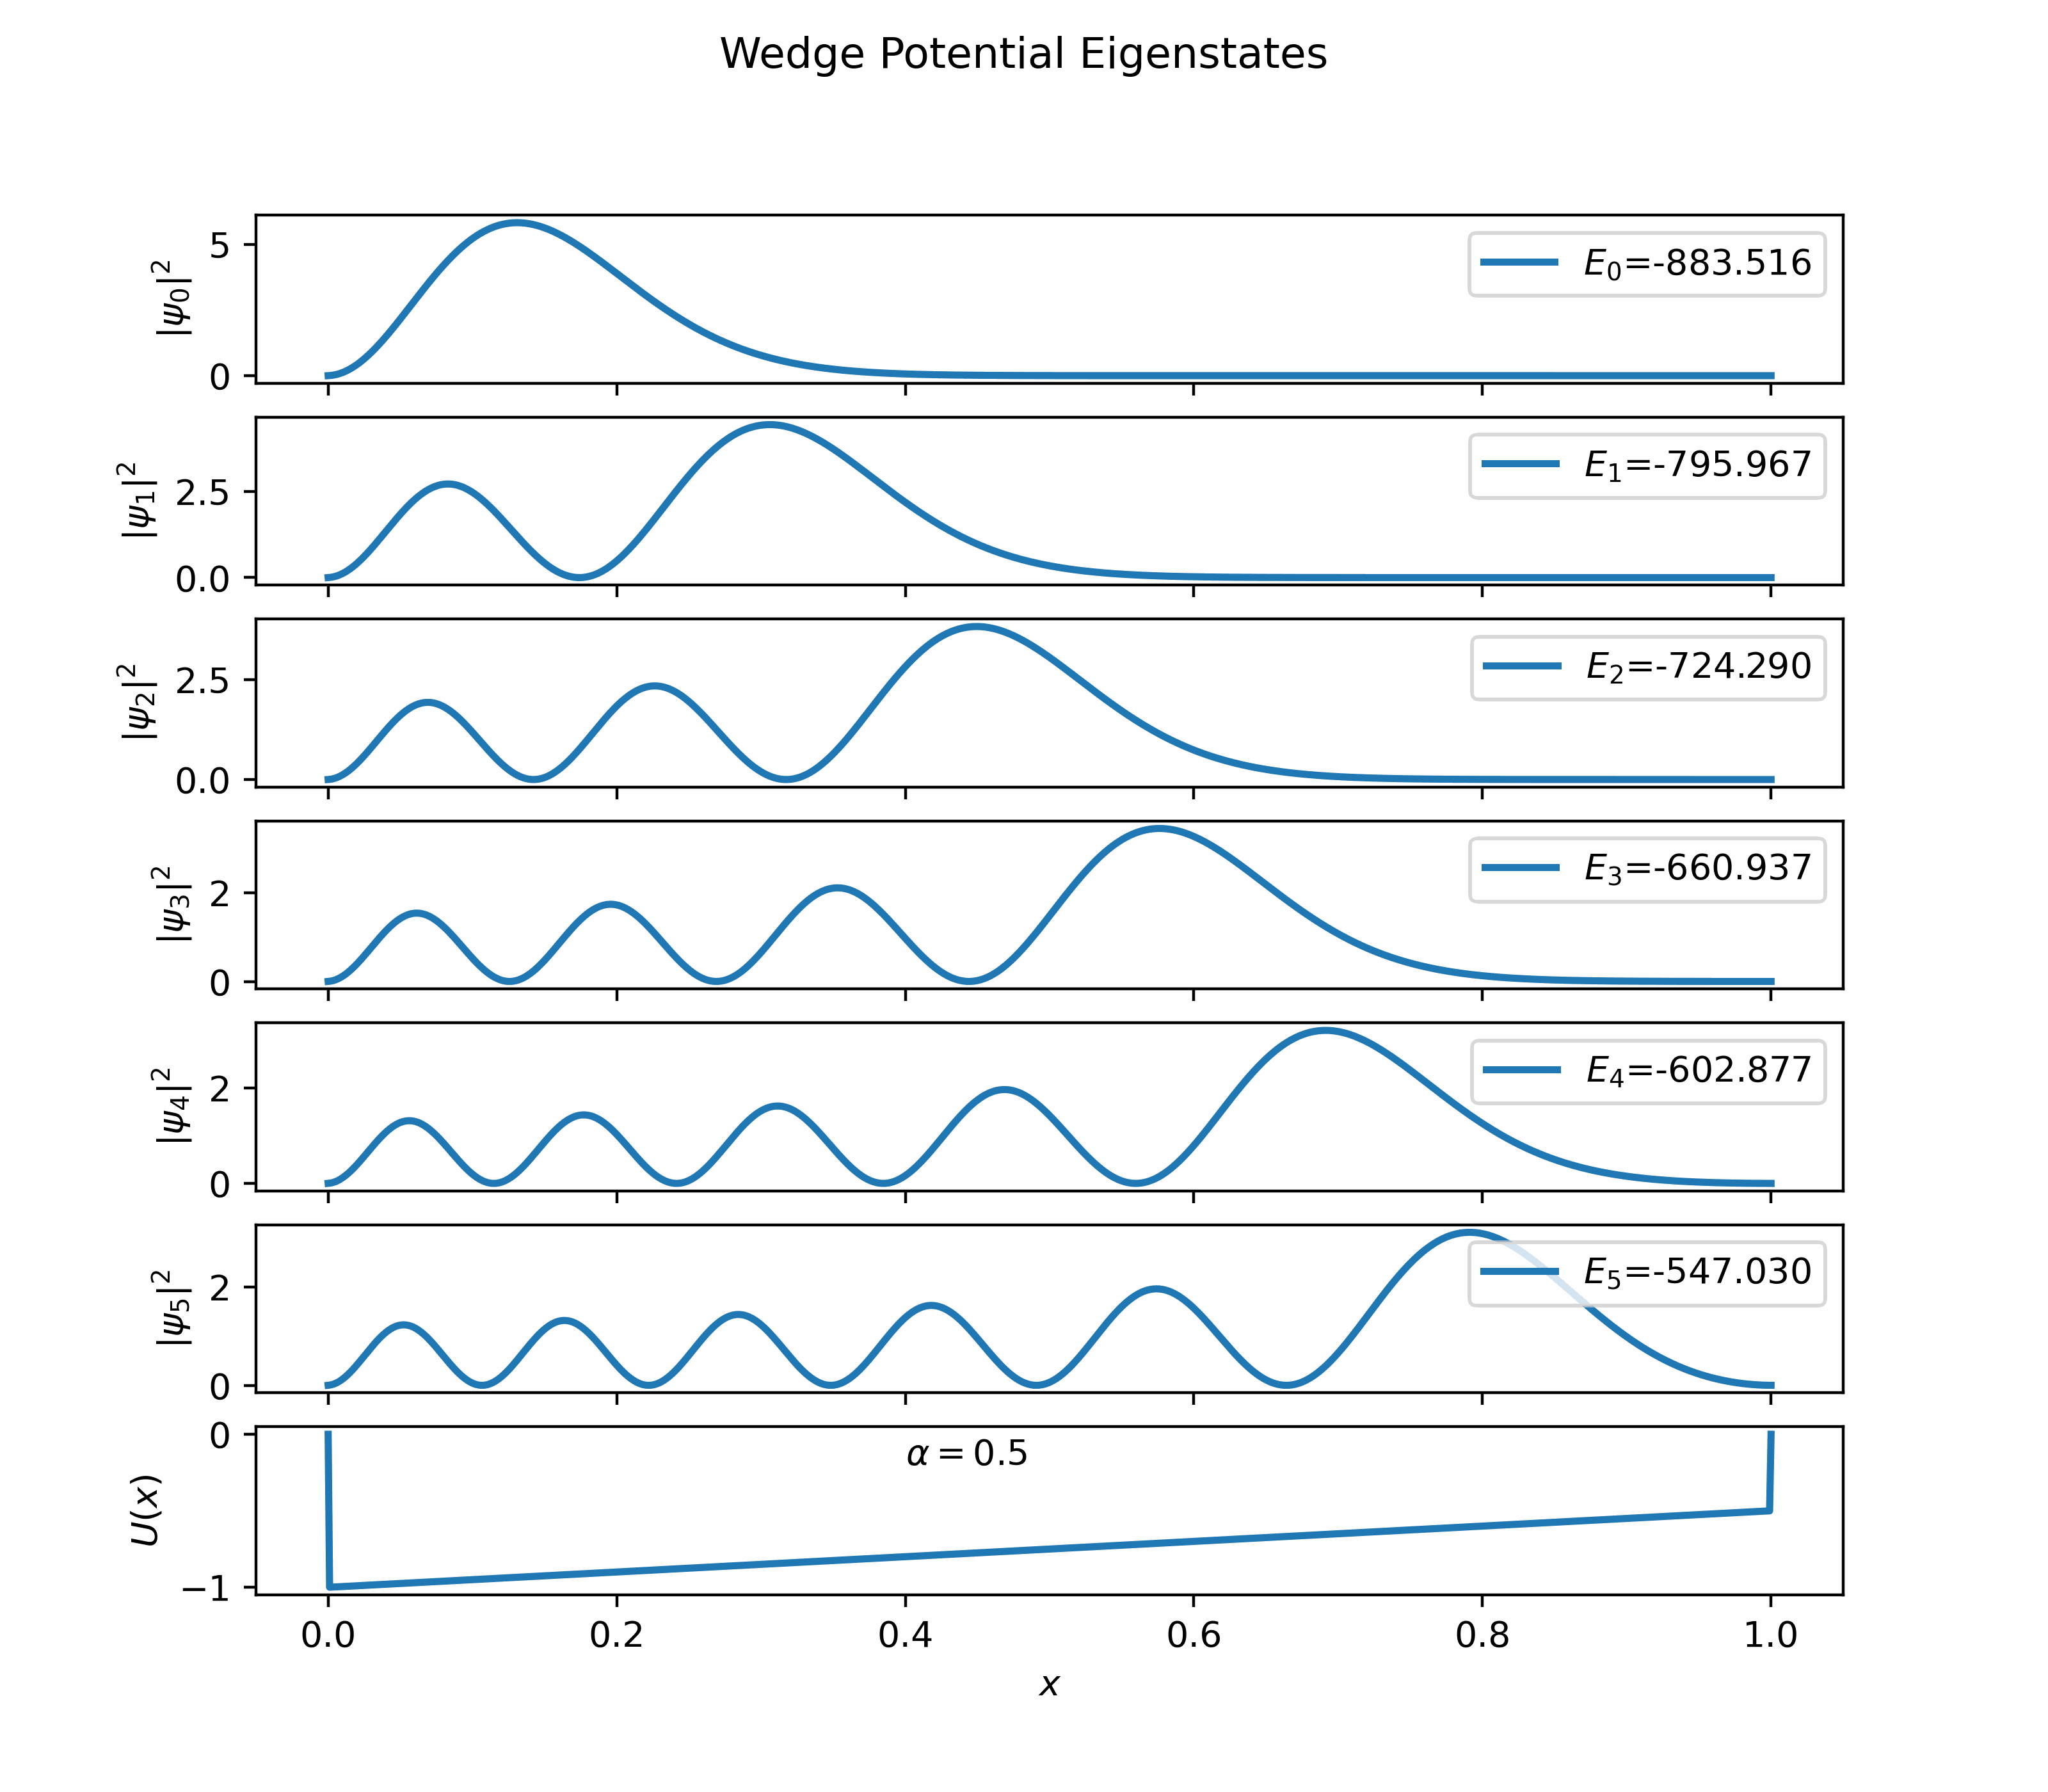 Wedge Potential Eigenstates
|ψ₀|²
5
0
E₀=-883.516
|ψ₁|²
2.5
0.0
E₁=-795.967
|ψ₂|²
2.5
0.0
E₂=-724.290
|ψ₃|²
2
0
E₃=-660.937
|ψ₄|²
2
0
E₄=-602.877
|ψ₅|²
2
0
E₅=-547.030
U(x)
0
−1
α = 0.5
0.0 0.2 0.4 0.6 0.8 1.0
x